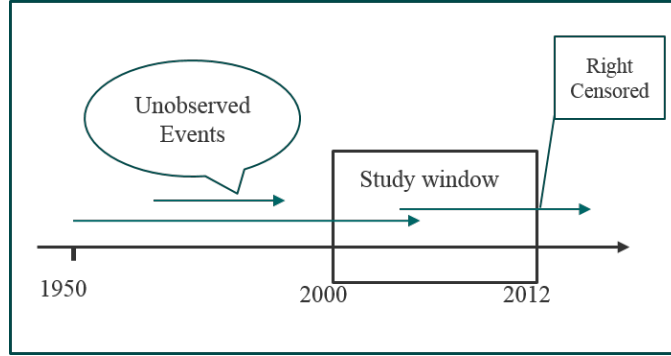 Unobserved
Events
Right
Censored
Study window
1950
2000
2012